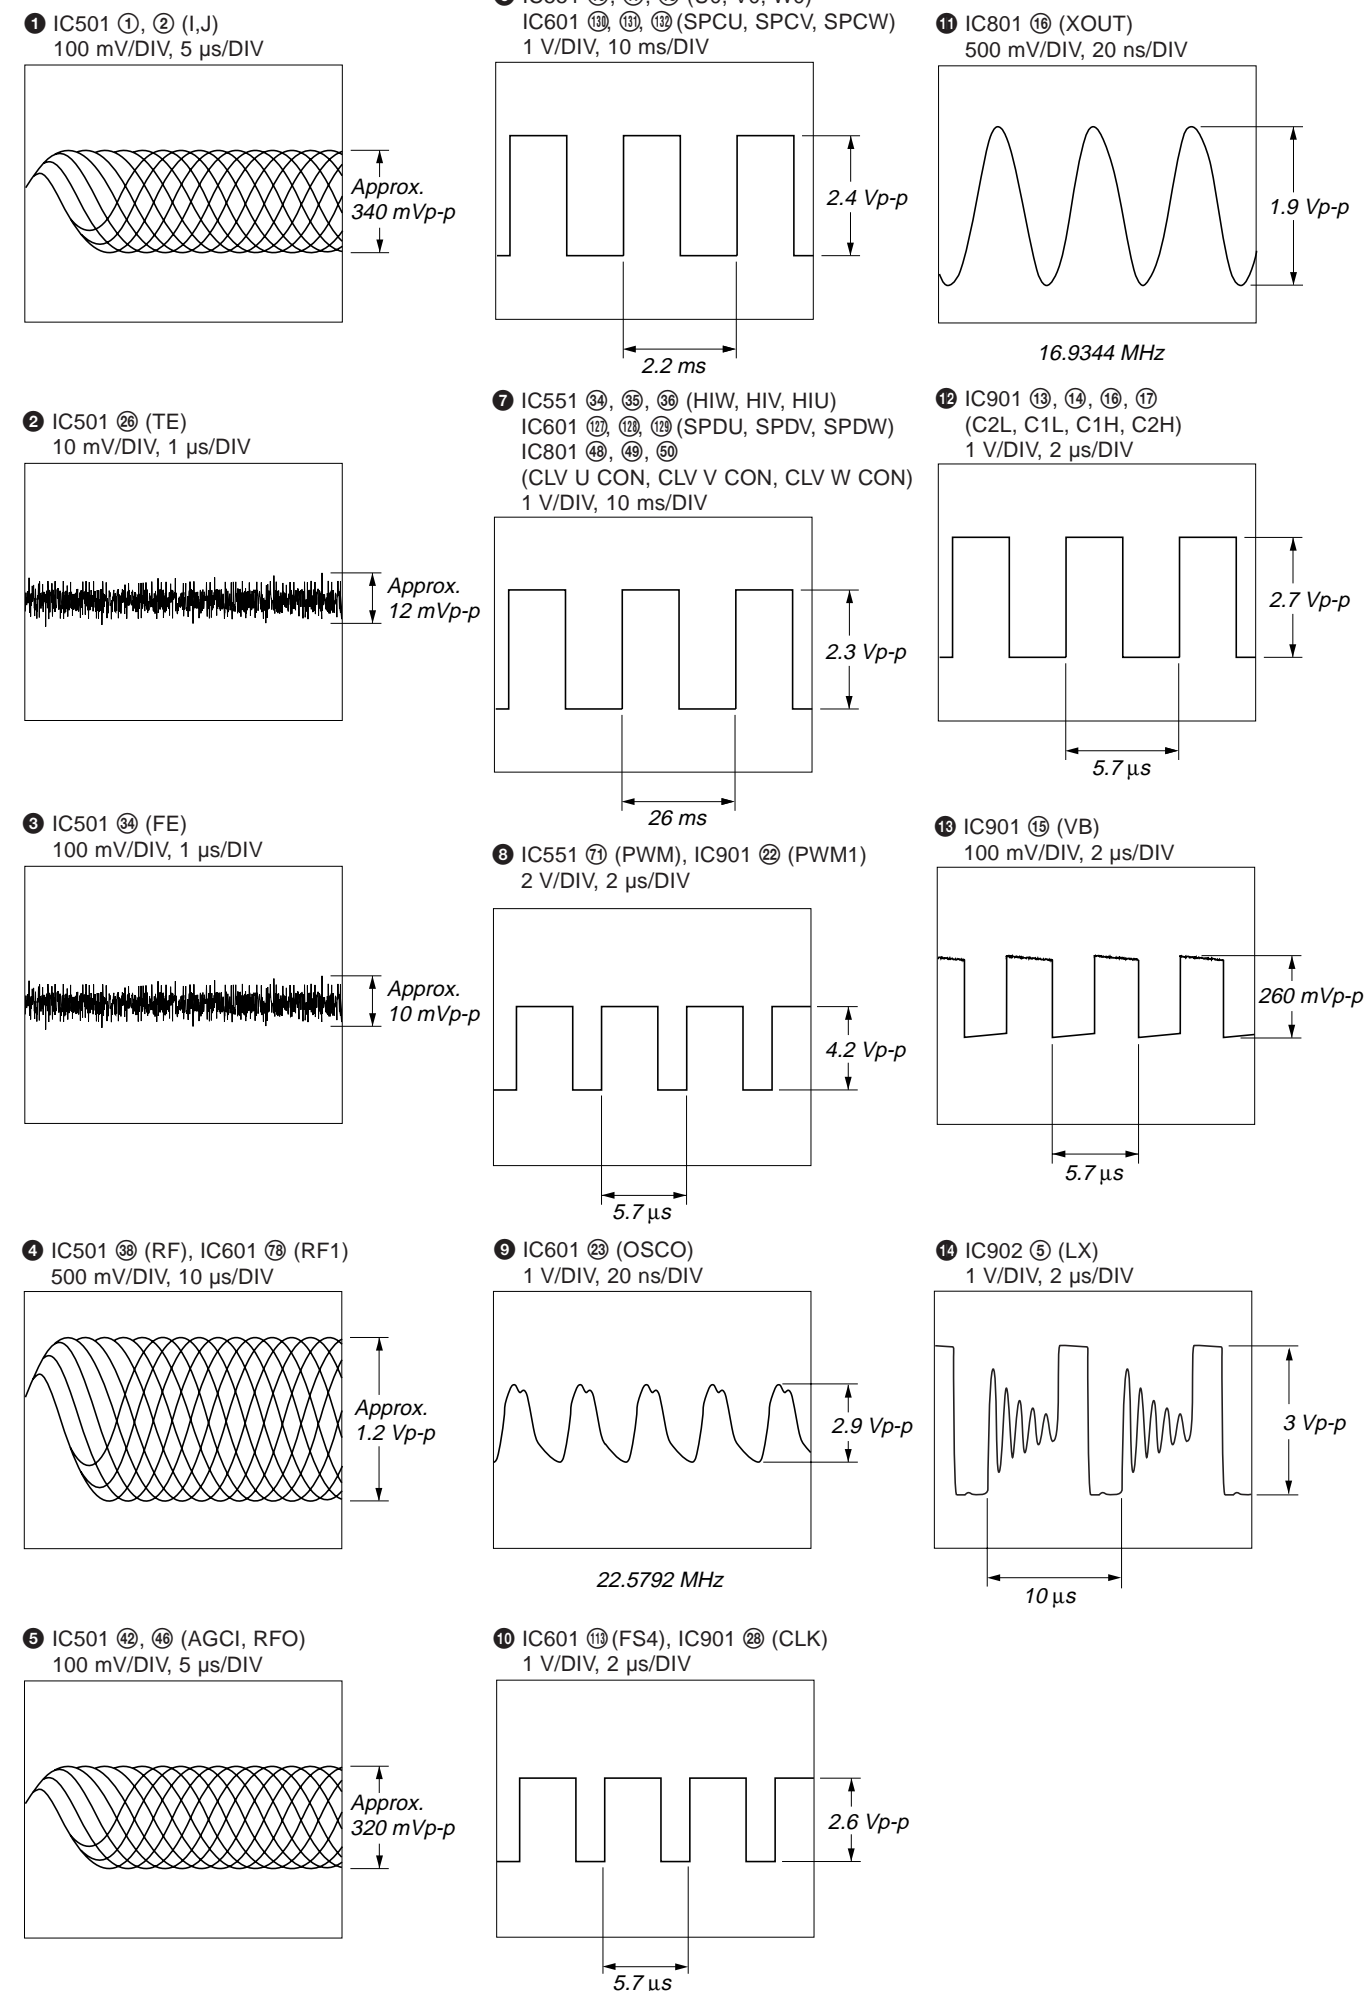 ❶ IC501 ①, ② (I,J)
100 mV/DIV, 5 µs/DIV
Approx.
340 mVp-p
❷ IC501 ㉖ (TE)
10 mV/DIV, 1 µs/DIV
Approx.
12 mVp-p
❸ IC501 ㉞ (FE)
100 mV/DIV, 1 µs/DIV
Approx.
10 mVp-p
❹ IC501 ㊳ (RF), IC601 (78) (RF1)
500 mV/DIV, 10 µs/DIV
Approx.
1.2 Vp-p
❺ IC501 ㊷, ㊻ (AGCI, RFO)
100 mV/DIV, 5 µs/DIV
Approx.
320 mVp-p
IC601 (130), (131), (132) (SPCU, SPCV, SPCW)
1 V/DIV, 10 ms/DIV
2.4 Vp-p
2.2 ms
❼ IC551 ㉞, ㉟, ㊱ (HIW, HIV, HIU)
IC601 (127), (128), (129) (SPDU, SPDV, SPDW)
IC801 ㊽, ㊾, ㊿
(CLV U CON, CLV V CON, CLV W CON)
1 V/DIV, 10 ms/DIV
2.3 Vp-p
26 ms
❽ IC551 (71) (PWM), IC901 ㉒ (PWM1)
2 V/DIV, 2 µs/DIV
4.2 Vp-p
5.7 µs
❾ IC601 ㉓ (OSCO)
1 V/DIV, 20 ns/DIV
2.9 Vp-p
22.5792 MHz
❿ IC601 (113) (FS4), IC901 ㉘ (CLK)
1 V/DIV, 2 µs/DIV
2.6 Vp-p
5.7 µs
⓫ IC801 ⑯ (XOUT)
500 mV/DIV, 20 ns/DIV
1.9 Vp-p
16.9344 MHz
⓬ IC901 ⑬, ⑭, ⑯, ⑰
(C2L, C1L, C1H, C2H)
1 V/DIV, 2 µs/DIV
2.7 Vp-p
5.7 µs
⓭ IC901 ⑮ (VB)
100 mV/DIV, 2 µs/DIV
260 mVp-p
5.7 µs
⓮ IC902 ⑤ (LX)
1 V/DIV, 2 µs/DIV
3 Vp-p
10 µs